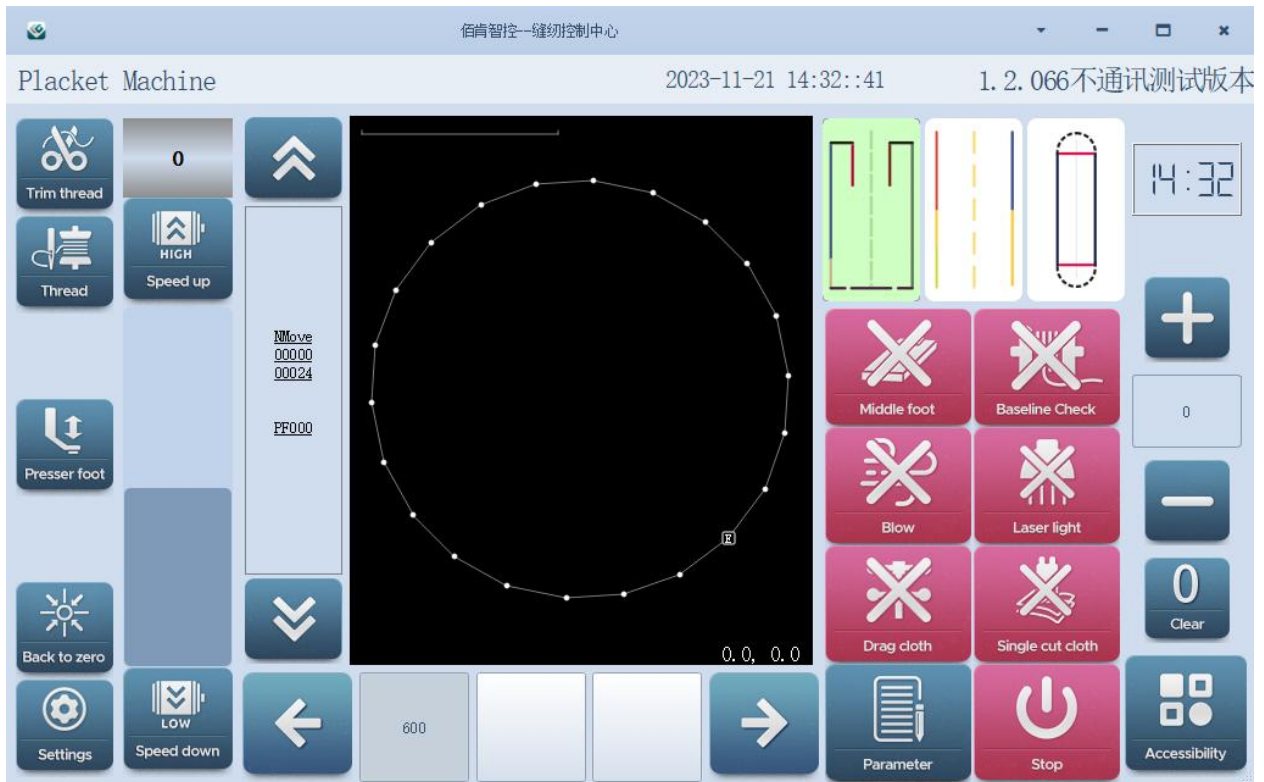 佰肯智控--缝纫控制中心
Placket Machine
2023-11-21 14:32::41
1.2.066不通讯测试版本
Trim thread
0
HIGH
Speed up
Thread
14:32
NMove
00000
00024
PF000
Middle foot
Baseline Check
0
Presser foot
Blow
Laser light
E
0
Clear
Back to zero
Drag cloth
Single cut cloth
0.0, 0.0
Settings
LOW
Speed down
600
Parameter
Stop
Accessibility